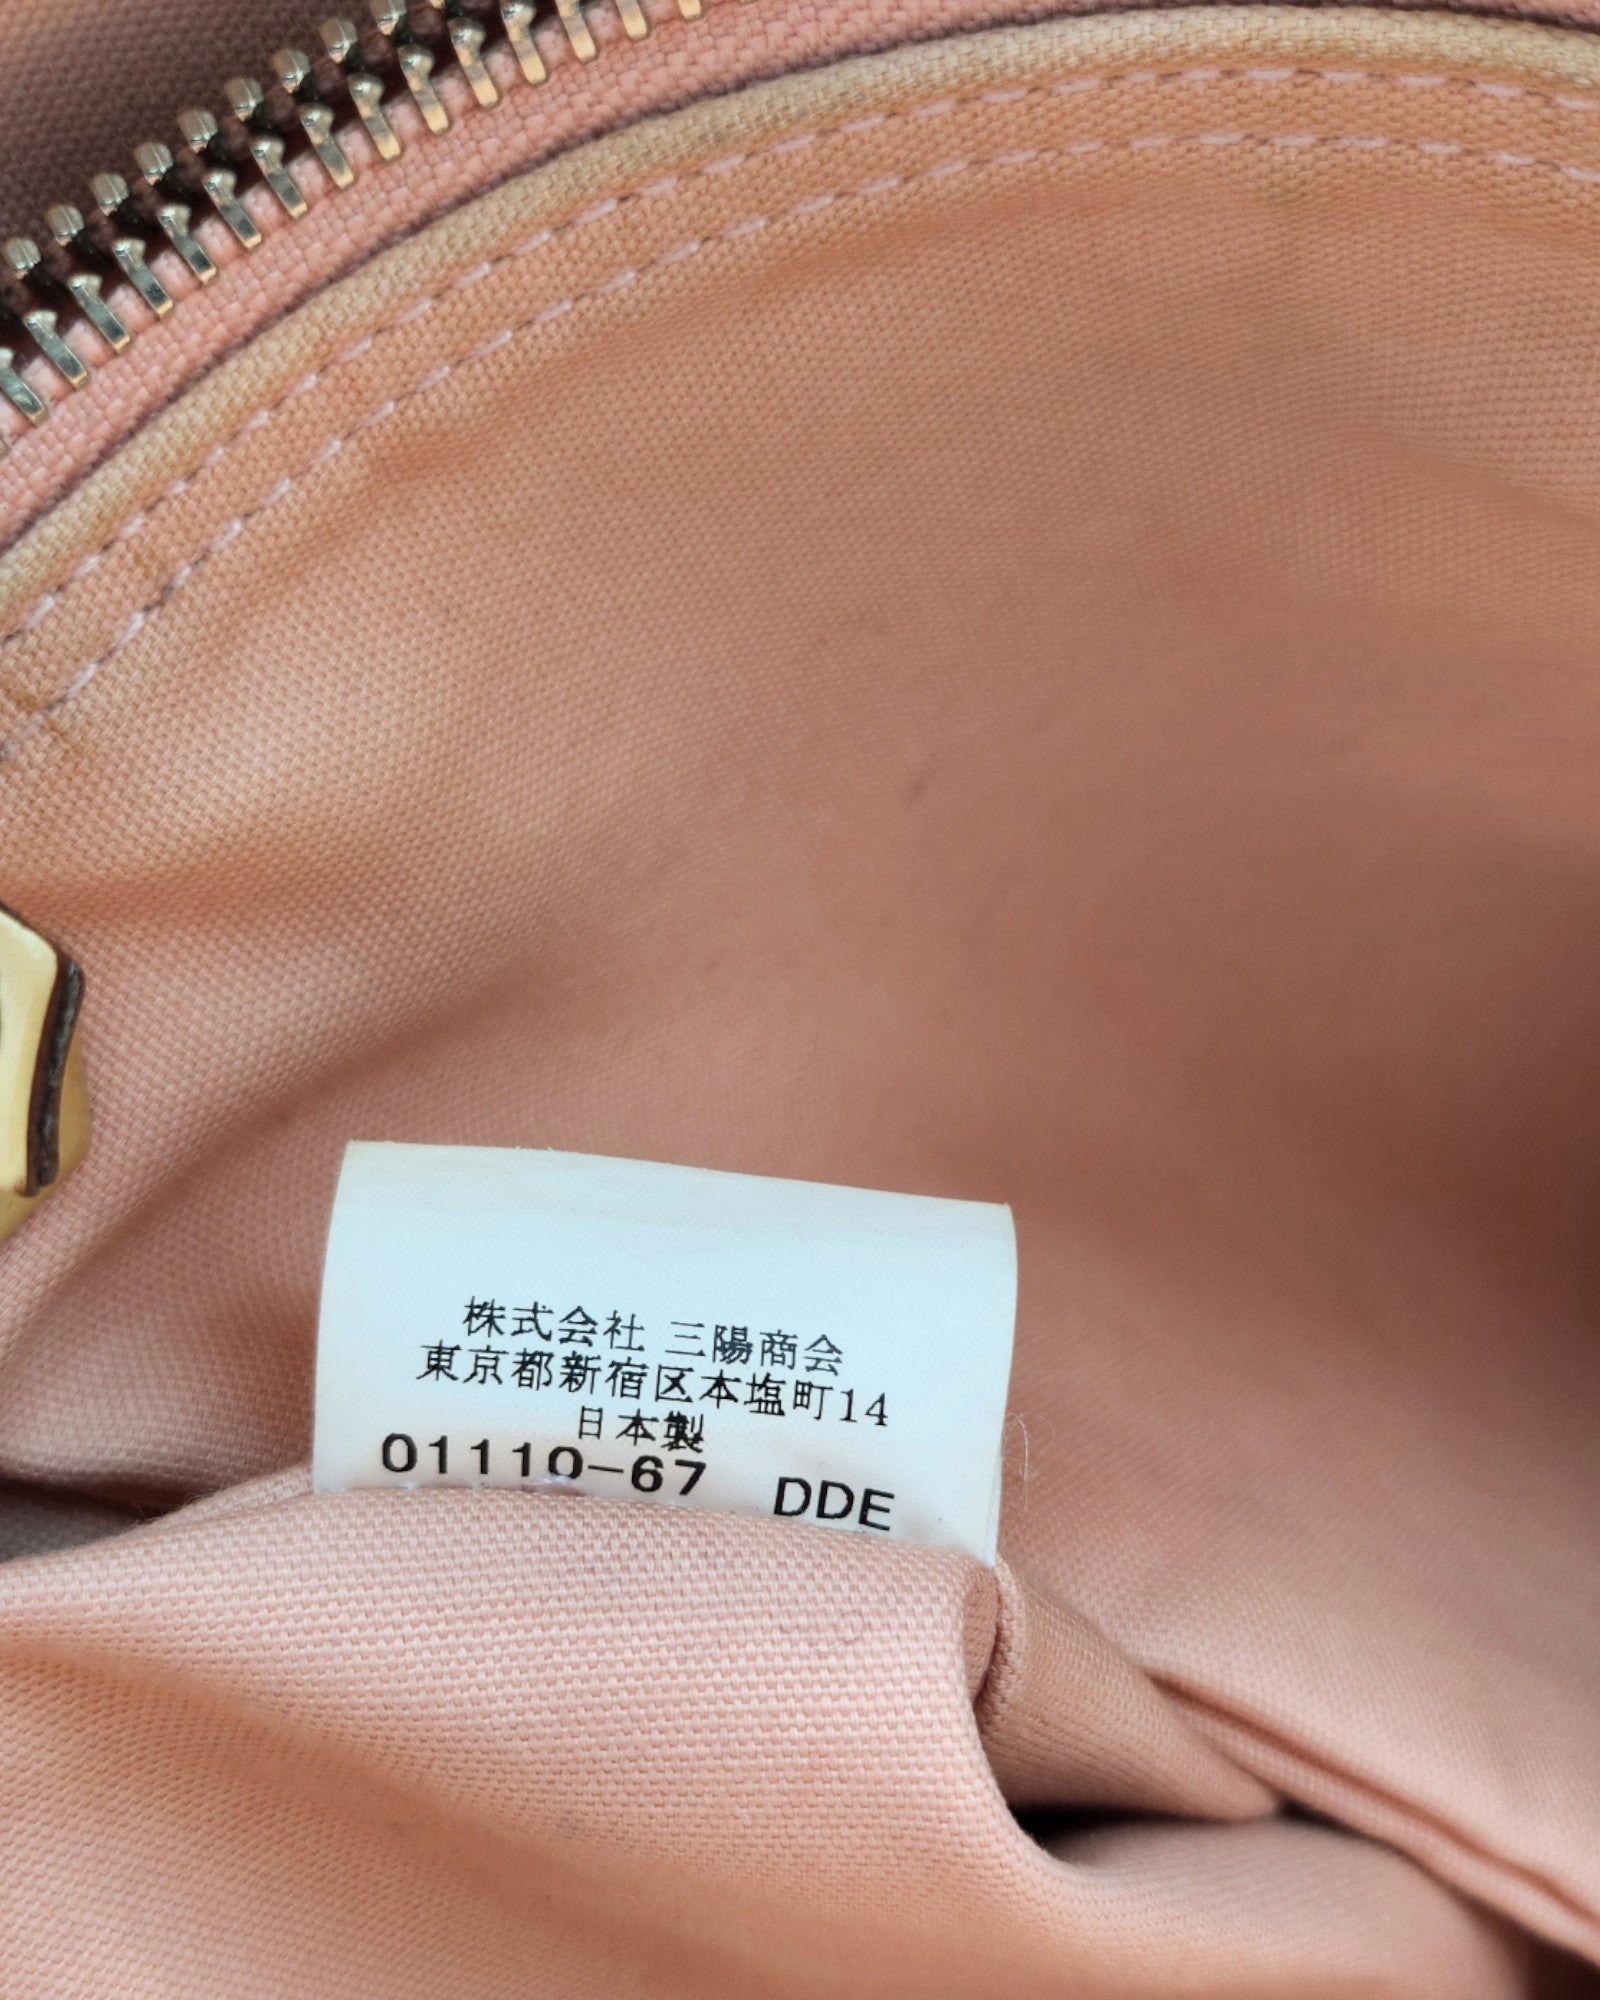 株式会社 三陽商会
東京都新宿区本塩町14
日本製
01110-67 DDE